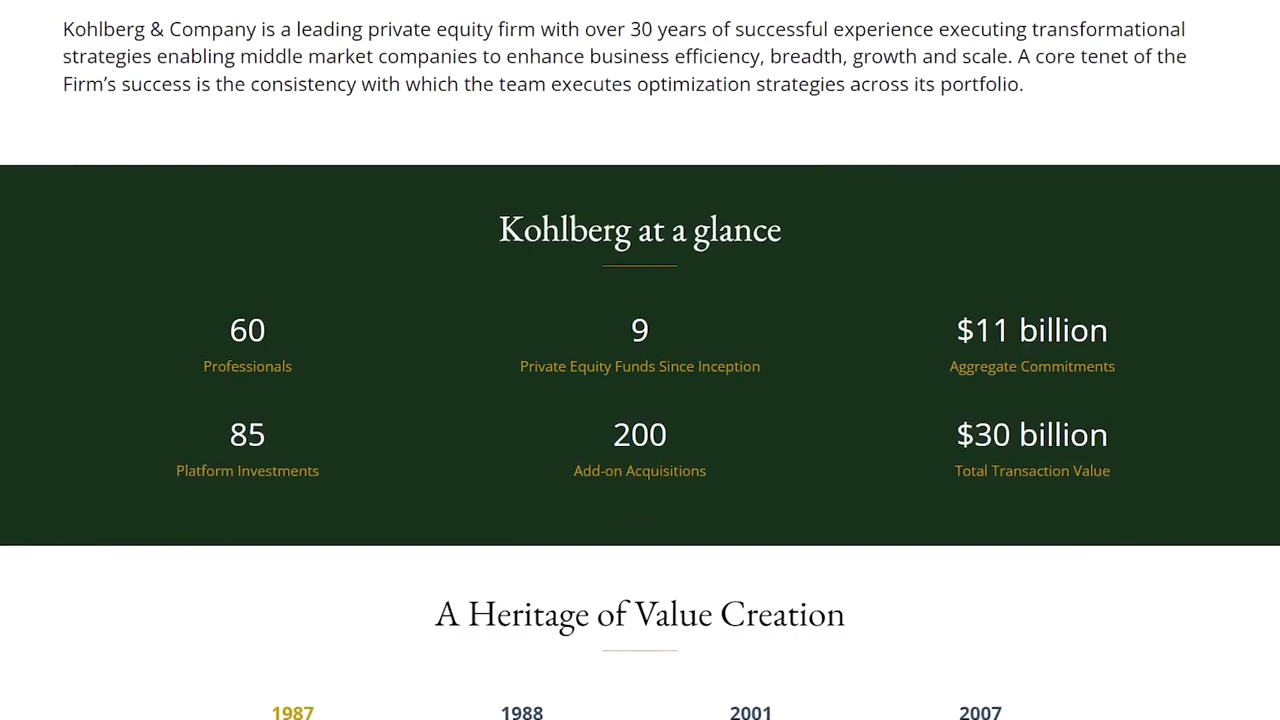 Kohlberg & Company is a leading private equity firm with over 30 years of successful experience executing transformational
strategies enabling middle market companies to enhance business efficiency, breadth, growth and scale. A core tenet of the
Firm’s success is the consistency with which the team executes optimization strategies across its portfolio.
Kohlberg at a glance
60
Professionals
9
Private Equity Funds Since Inception
$11 billion
Aggregate Commitments
85
Platform Investments
200
Add-on Acquisitions
$30 billion
Total Transaction Value
A Heritage of Value Creation
1987 1988 2001 2007